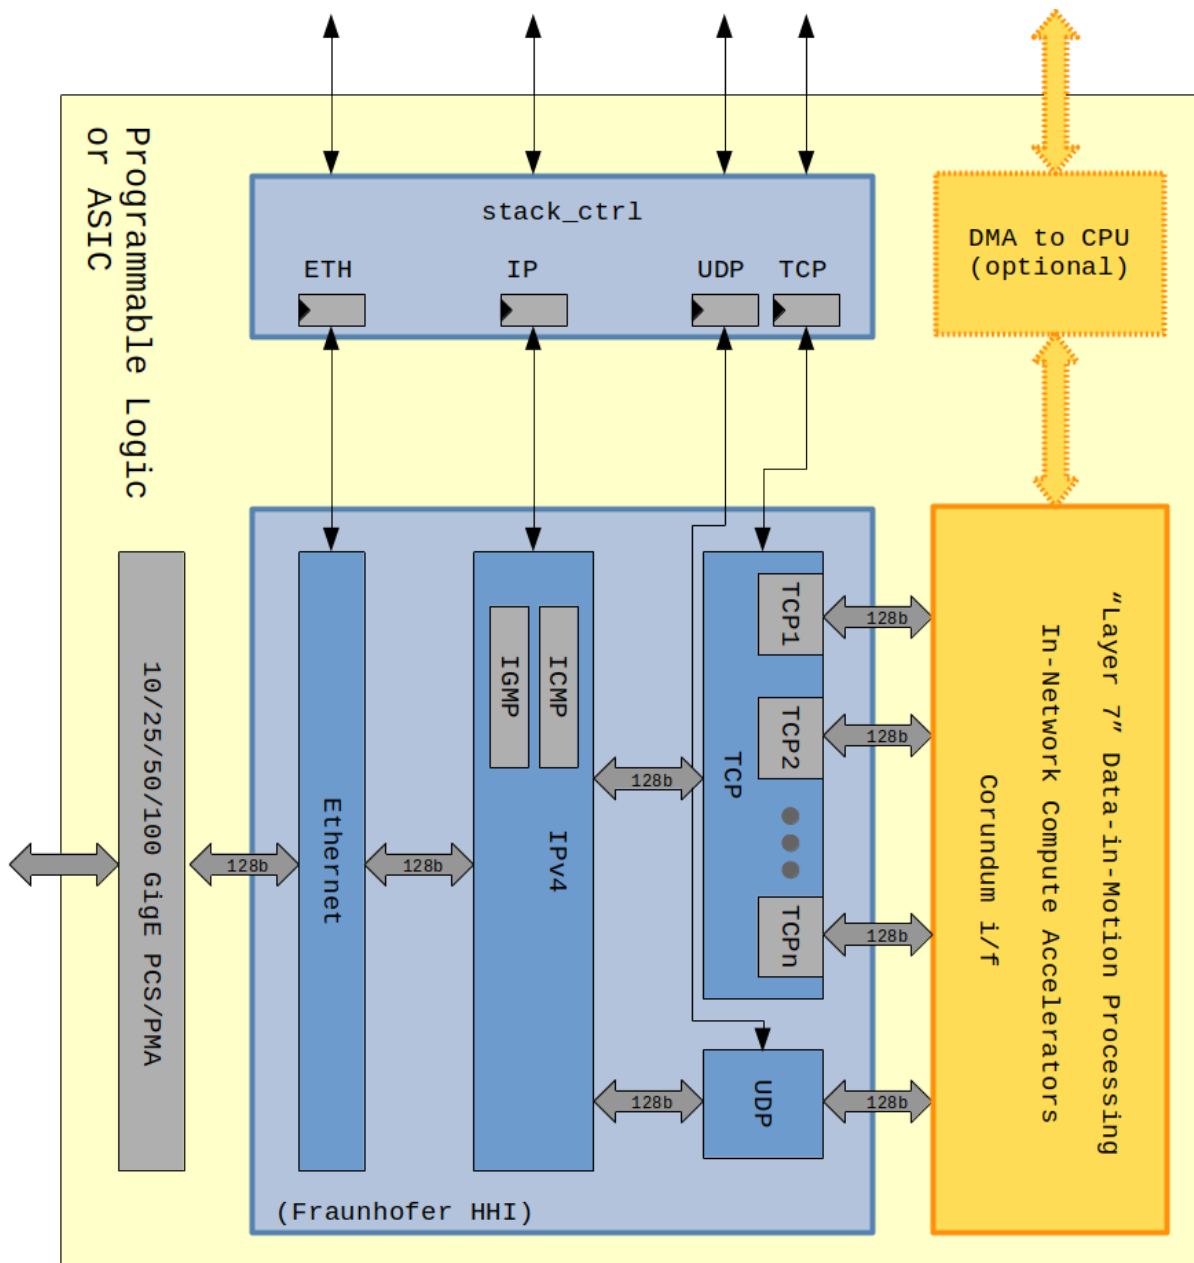 Programmable Logic
or ASIC
stack_ctrl
ETH
IP
UDP
TCP
DMA to CPU
(optional)
10/25/50/100 GigE PCS/PMA
128b
Ethernet
128b
IGMP
ICMP
IPv4
128b
128b
TCP
TCP1
TCP2
TCPn
UDP
128b
128b
128b
128b
“Layer 7” Data-in-Motion Processing
In-Network Compute Accelerators
Corundum i/f
(Fraunhofer HHI)